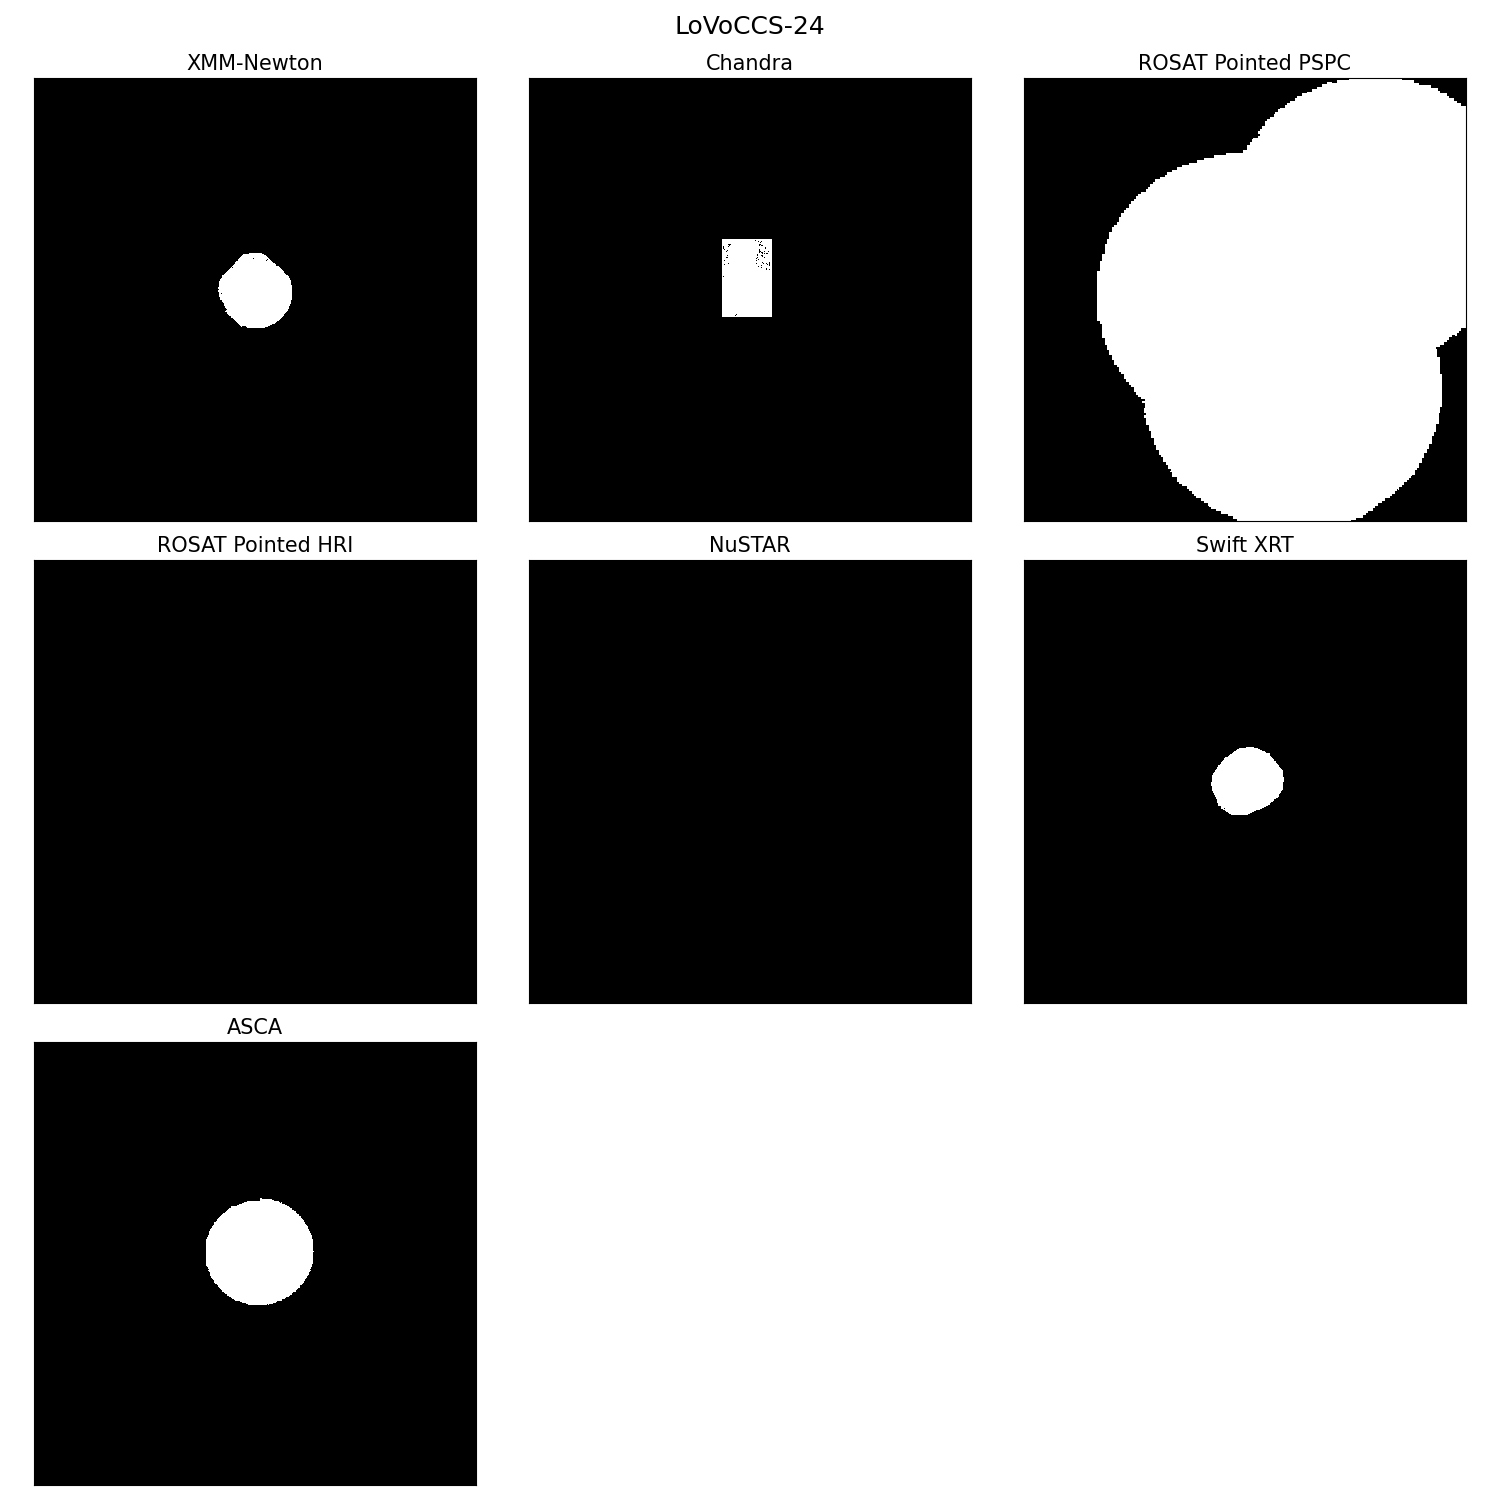 LoVoCCS-24
XMM-Newton
Chandra
ROSAT Pointed PSPC
ROSAT Pointed HRI
NuSTAR
Swift XRT
ASCA